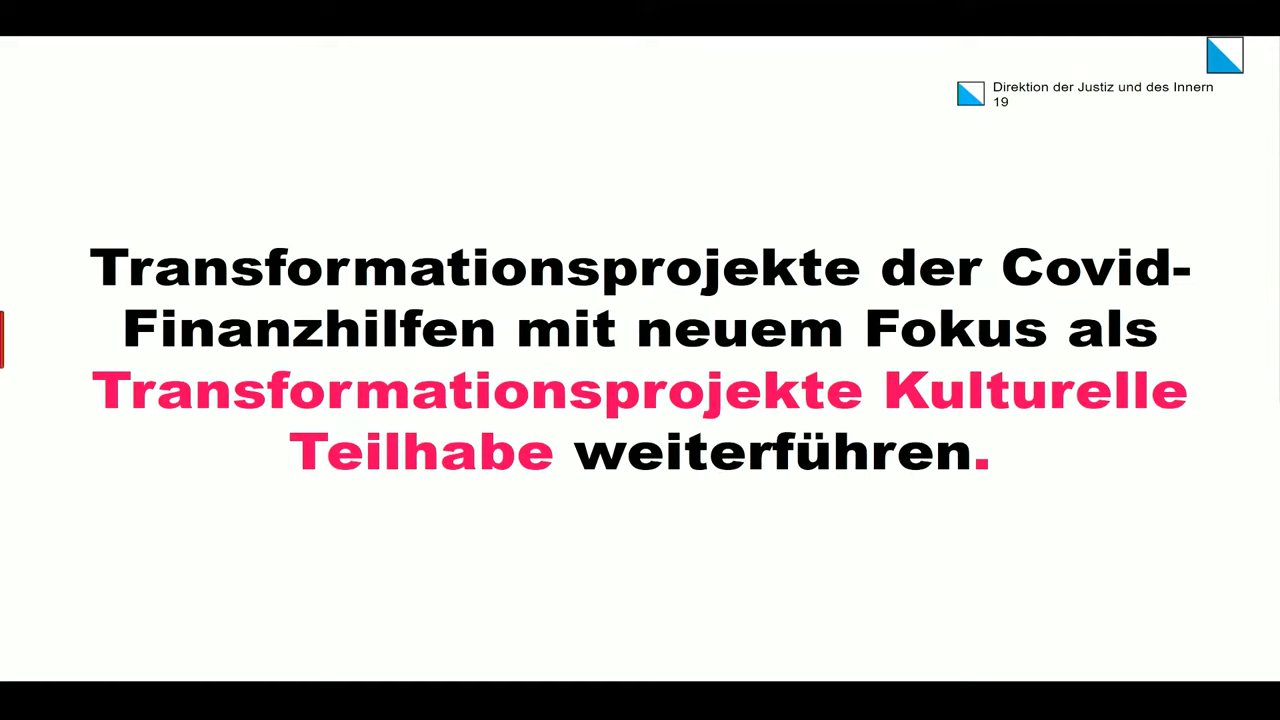 Direktion der Justiz und des Innern
19
Transformationsprojekte der Covid-
Finanzhilfen mit neuem Fokus als
Transformationsprojekte Kulturelle
Teilhabe weiterführen.